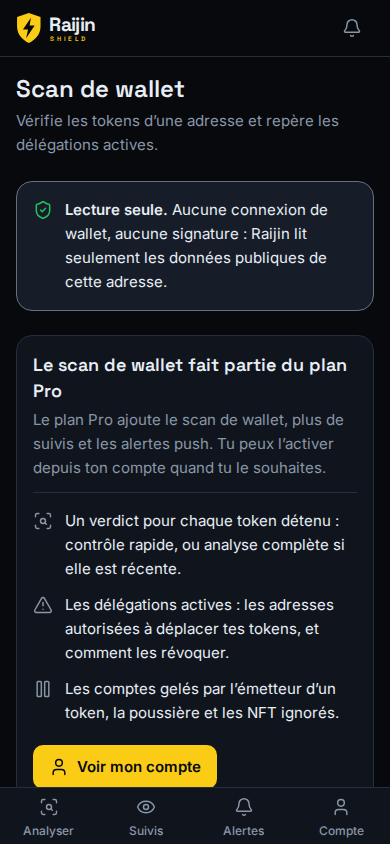 Raijin
SHIELD
Scan de wallet
Vérifie les tokens d’une adresse et repère les
délégations actives.
Lecture seule. Aucune connexion de
wallet, aucune signature : Raijin lit
seulement les données publiques de
cette adresse.
Le scan de wallet fait partie du plan
Pro
Le plan Pro ajoute le scan de wallet, plus de
suivis et les alertes push. Tu peux l’activer
depuis ton compte quand tu le souhaites.
Un verdict pour chaque token détenu :
contrôle rapide, ou analyse complète si
elle est récente.
Les délégations actives : les adresses
autorisées à déplacer tes tokens, et
comment les révoquer.
Les comptes gelés par l’émetteur d’un
token, la poussière et les NFT ignorés.
Voir mon compte
Analyser
Suivis
Alertes
Compte